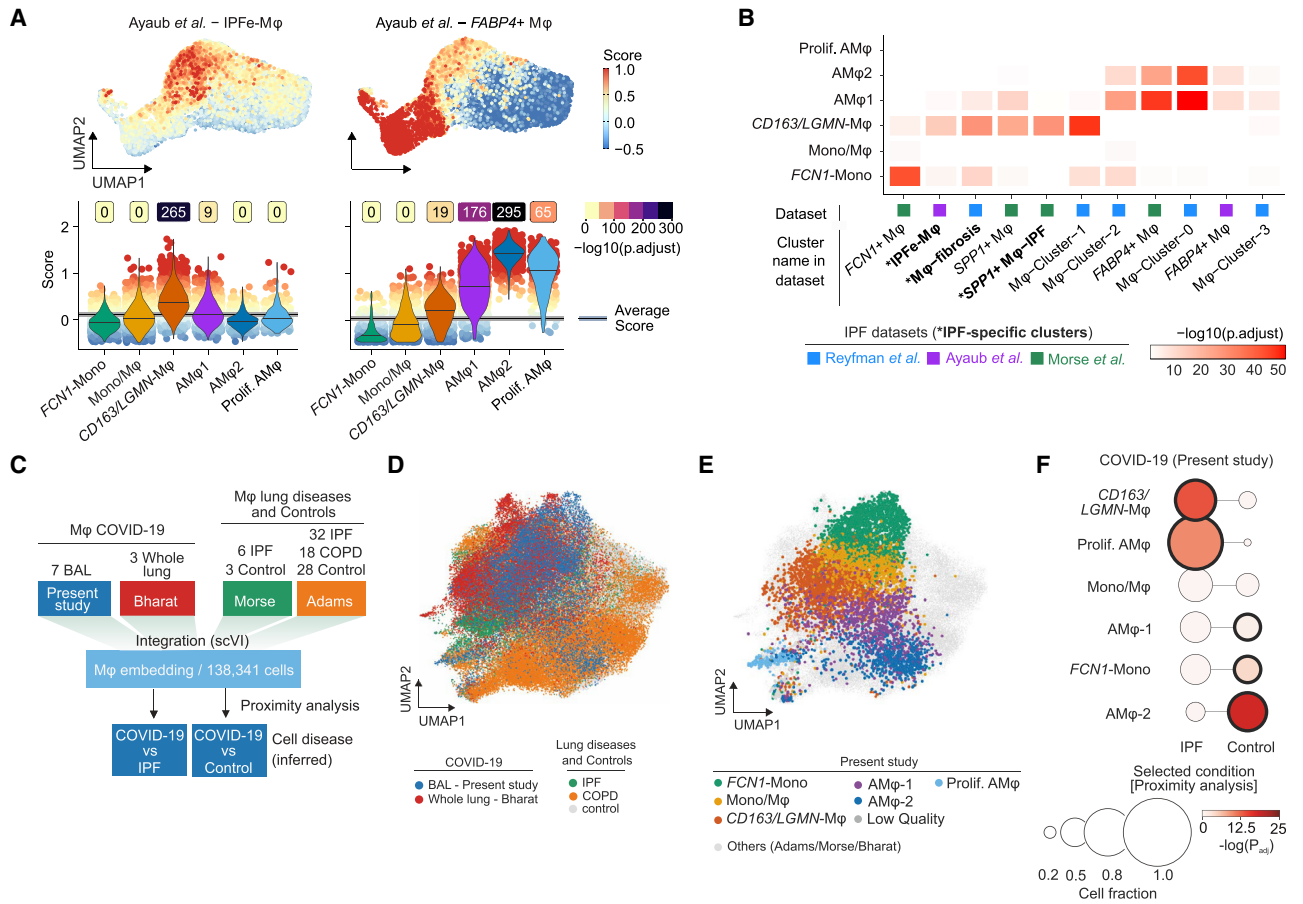 A
Ayaub et al. − IPFe-Mφ
Ayaub et al. − FABP4+ Mφ
Score
1.0
0.5
0.0
−0.5
UMAP2
UMAP1
0
0
265
9
0
0
0
0
19
176
295
65
Score
2
1
0
0 100 200 300
−log10(p.adjust)
Average
Score
FCN1-Mono
Mono/Mφ
CD163/LGMN-Mφ
AMφ1
AMφ2
Prolif. AMφ
FCN1-Mono
Mono/Mφ
CD163/LGMN-Mφ
AMφ1
AMφ2
Prolif. AMφ
B
Prolif. AMφ
AMφ2
AMφ1
CD163/LGMN-Mφ
Mono/Mφ
FCN1-Mono
Dataset
Cluster
name in
dataset
FCN1+ Mφ
*IPFe-Mφ
*Mφ−fibrosis
SPP1+ Mφ
*SPP1+ Mφ−IPF
Mφ−Cluster−1
Mφ−Cluster−2
FABP4+ Mφ
Mφ−Cluster−0
FABP4+ Mφ
Mφ−Cluster−3
IPF datasets (*IPF-specific clusters)
Reyfman et al.
Ayaub et al.
Morse et al.
−log10(p.adjust)
10 20 30 40 50
C
Mφ COVID-19
Mφ lung diseases
and Controls
7 BAL
3 Whole
lung
6 IPF
3 Control
32 IPF
18 COPD
28 Control
Present
study
Bharat
Morse
Adams
Integration (scVI)
Mφ embedding / 138,341 cells
Proximity analysis
COVID-19
vs
IPF
COVID-19
vs
Control
Cell disease
(inferred)
D
UMAP2
UMAP1
COVID-19
BAL - Present study
Whole lung - Bharat
Lung diseases
and Controls
IPF
COPD
control
E
UMAP2
UMAP1
Present study
FCN1-Mono
Mono/Mφ
CD163/LGMN-Mφ
AMφ-1
AMφ-2
Low Quality
Prolif. AMφ
Others (Adams/Morse/Bharat)
F
COVID-19 (Present study)
CD163/
LGMN-Mφ
Prolif. AMφ
Mono/Mφ
AMφ-1
FCN1-Mono
AMφ-2
IPF
Control
Selected condition
[Proximity analysis]
0 12.5 25
-log(Padj)
0.2 0.5 0.8 1.0
Cell fraction